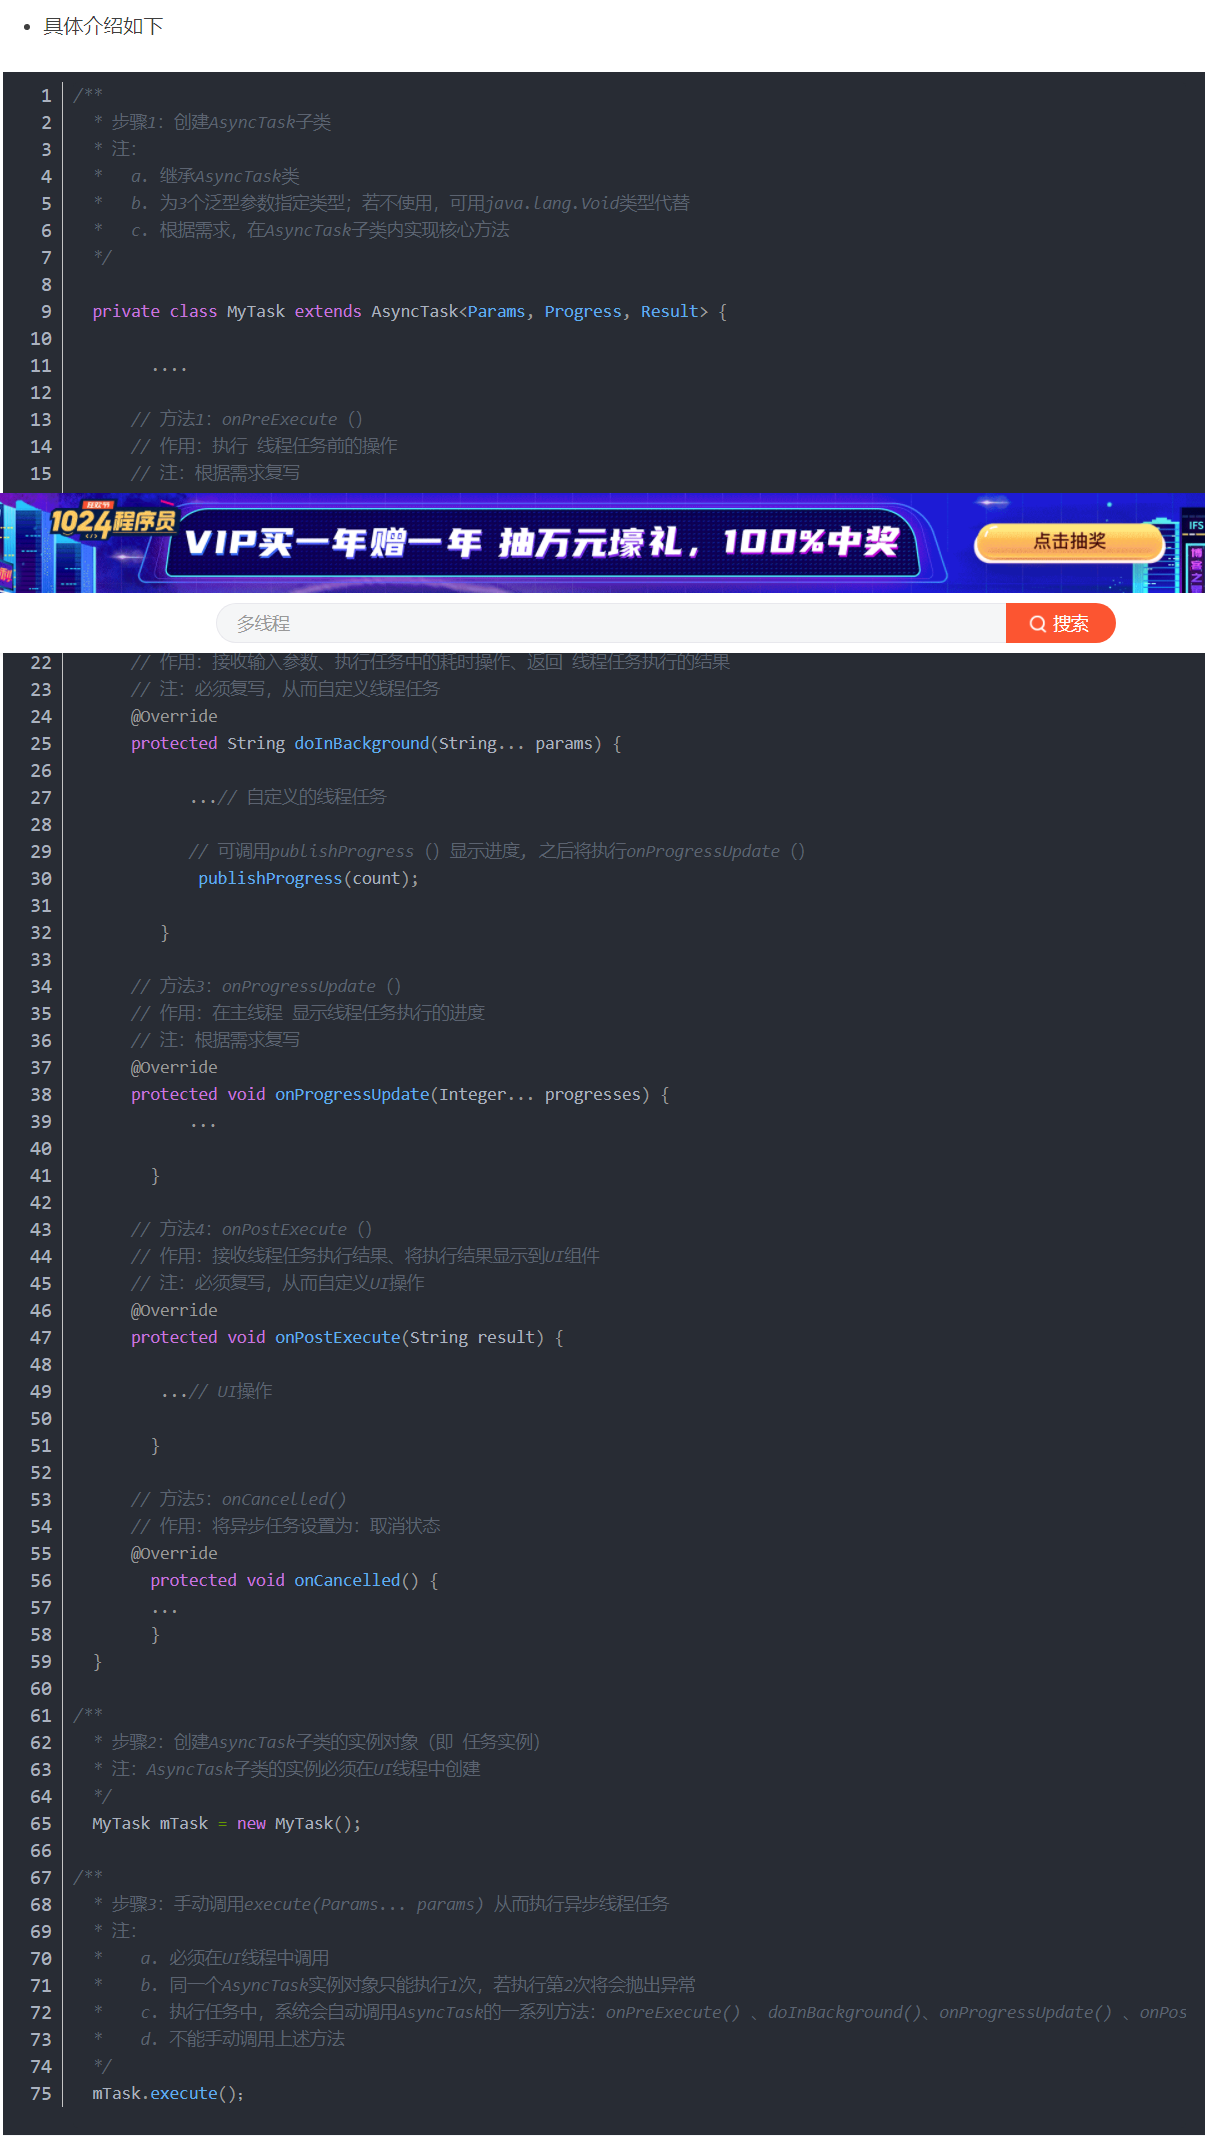 具体介绍如下
1 /**
2 * 步骤1：创建AsyncTask子类
3 * 注：
4 * a. 继承AsyncTask类
5 * b. 为3个泛型参数指定类型；若不使用，可用java.lang.Void类型代替
6 * c. 根据需求，在AsyncTask子类内实现核心方法
7 */
8
9 private class MyTask extends AsyncTask<Params, Progress, Result> {
10
11 ....
12
13 // 方法1：onPreExecute（）
14 // 作用：执行 线程任务前的操作
15 // 注：根据需求复写
1024程序员
VIP买一年赠一年 抽万元壕礼，100%中奖
点击抽奖
IFS
博客之星
多线程
搜索
22 // 作用：接收输入参数、执行任务中的耗时操作、返回 线程任务执行的结果
23 // 注：必须复写，从而自定义线程任务
24 @Override
25 protected String doInBackground(String... params) {
26
27 ...// 自定义的线程任务
28
29 // 可调用publishProgress（）显示进度, 之后将执行onProgressUpdate（）
30 publishProgress(count);
31
32 }
33
34 // 方法3：onProgressUpdate（）
35 // 作用：在主线程 显示线程任务执行的进度
36 // 注：根据需求复写
37 @Override
38 protected void onProgressUpdate(Integer... progresses) {
39 ...
40
41 }
42
43 // 方法4：onPostExecute（）
44 // 作用：接收线程任务执行结果、将执行结果显示到UI组件
45 // 注：必须复写，从而自定义UI操作
46 @Override
47 protected void onPostExecute(String result) {
48
49 ...// UI操作
50
51 }
52
53 // 方法5：onCancelled()
54 // 作用：将异步任务设置为：取消状态
55 @Override
56 protected void onCancelled() {
57 ...
58 }
59 }
60
61 /**
62 * 步骤2：创建AsyncTask子类的实例对象（即 任务实例）
63 * 注：AsyncTask子类的实例必须在UI线程中创建
64 */
65 MyTask mTask = new MyTask();
66
67 /**
68 * 步骤3：手动调用execute(Params... params) 从而执行异步线程任务
69 * 注：
70 * a. 必须在UI线程中调用
71 * b. 同一个AsyncTask实例对象只能执行1次，若执行第2次将会抛出异常
72 * c. 执行任务中，系统会自动调用AsyncTask的一系列方法：onPreExecute() 、doInBackground()、onProgressUpdate() 、onPos
73 * d. 不能手动调用上述方法
74 */
75 mTask.execute();